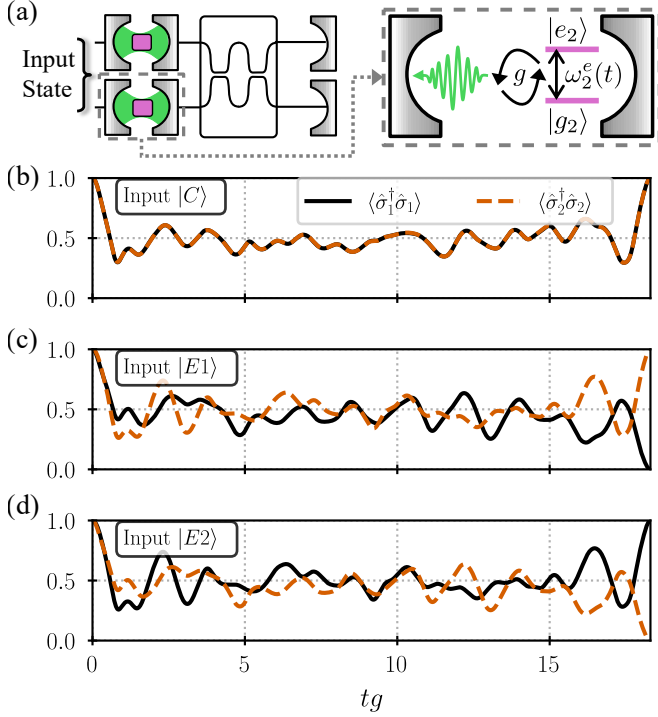 (a)
Input
State
|e₂⟩
g
ω₂ᵉ(t)
|g₂⟩
(b)
1.0
0.5
0.0
Input |C⟩
⟨σ̂₁†σ̂₁⟩
⟨σ̂₂†σ̂₂⟩
(c)
1.0
0.5
0.0
Input |E1⟩
(d)
1.0
0.5
0.0
Input |E2⟩
0
5
10
15
tg